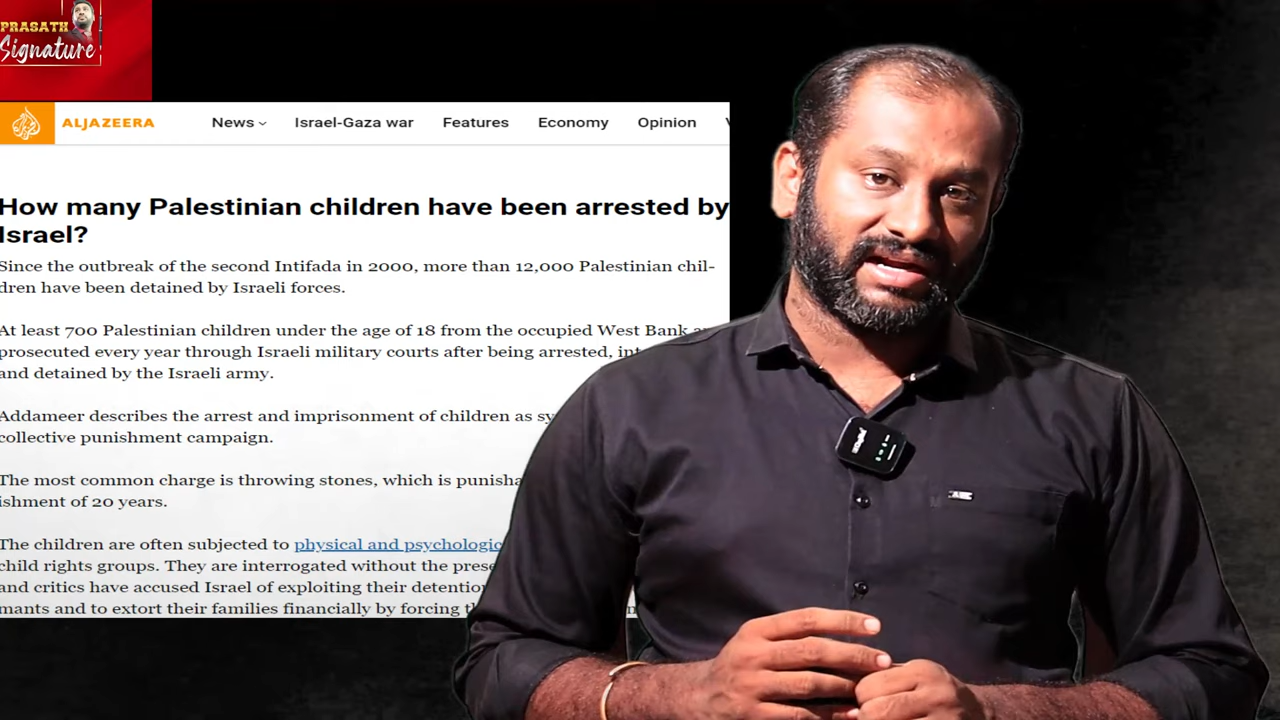 PRASATH
Signature
ALJAZEERA
News
Israel-Gaza war
Features
Economy
Opinion
How many Palestinian children have been arrested by
Israel?
Since the outbreak of the second Intifada in 2000, more than 12,000 Palestinian chil-
dren have been detained by Israeli forces.
At least 700 Palestinian children under the age of 18 from the occupied West Bank
prosecuted every year through Israeli military courts after being arrested,
and detained by the Israeli army.
Addameer describes the arrest and imprisonment of children as
collective punishment campaign.
The most common charge is throwing stones, which is
ishment of 20 years.
The children are often subjected to physical and
child rights groups. They are interrogated without the
and critics have accused Israel of exploiting their
mants and to extort their families financially by forcing